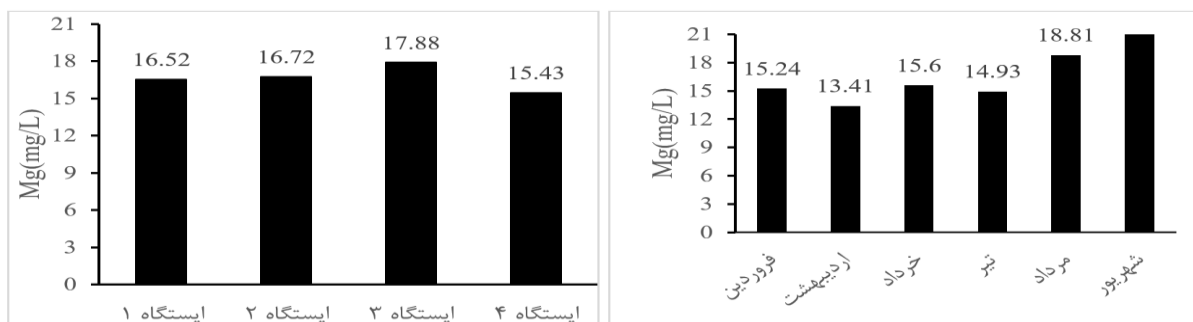 Mg(mg/L)
21
18
15
12
9
6
3
0
16.52
16.72
17.88
15.43
ایستگاه ۱
ایستگاه ۲
ایستگاه ۳
ایستگاه ۴
Mg(mg/L)
21
18
15
12
9
6
3
0
15.24
13.41
15.6
14.93
18.81
فروردین
اردیبهشت
خرداد
تیر
مرداد
شهریور